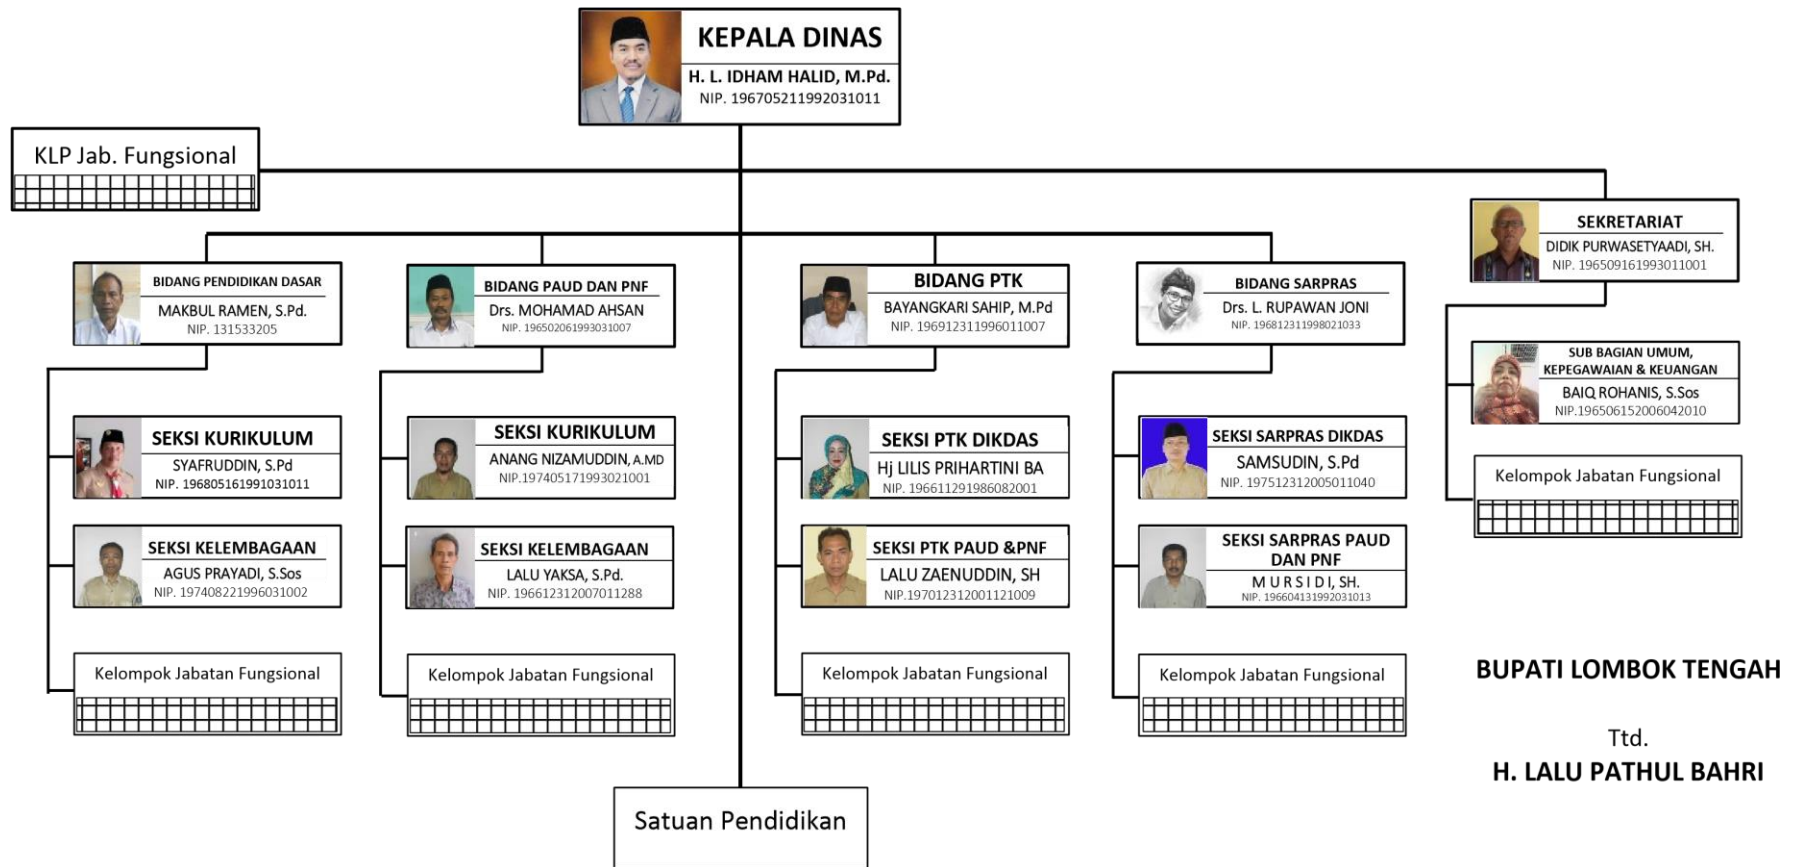 KEPALA DINAS
H. L. IDHAM HALID, M.Pd.
NIP. 196705211992031011
KLP Jab. Fungsional
SEKRETARIAT
DIDIK PURWASETYAADI, SH.
NIP. 196509161993011001
BIDANG PENDIDIKAN DASAR
MAKBUL RAMEN, S.Pd.
NIP. 131533205
BIDANG PAUD DAN PNF
Drs. MOHAMAD AHSAN
NIP. 196502061993031007
BIDANG PTK
BAYANGKARI SAHIP, M.Pd
NIP. 196912311996011007
BIDANG SARPRAS
Drs. L. RUPAWAN JONI
NIP. 196812311998021033
SUB BAGIAN UMUM,
KEPEGAWAIAN & KEUANGAN
BAIQ ROHANIS, S.Sos
NIP.196506152006042010
SEKSI KURIKULUM
SYAFRUDDIN, S.Pd
NIP. 196805161991031011
SEKSI KURIKULUM
ANANG NIZAMUDDIN, A.MD
NIP.197405171993021001
SEKSI PTK DIKDAS
Hj LILIS PRIHARTINI BA
NIP. 196611291986082001
SEKSI SARPRAS DIKDAS
SAMSUDIN, S.Pd
NIP. 197512312005011040
Kelompok Jabatan Fungsional
SEKSI KELEMBAGAAN
AGUS PRAYADI, S.Sos
NIP. 197408221996031002
SEKSI KELEMBAGAAN
LALU YAKSA, S.Pd.
NIP. 196612312007011288
SEKSI PTK PAUD &PNF
LALU ZAENUDDIN, SH
NIP.197012312001121009
SEKSI SARPRAS PAUD
DAN PNF
M U R S I D I, SH.
NIP. 196604131992031013
Kelompok Jabatan Fungsional
Kelompok Jabatan Fungsional
Kelompok Jabatan Fungsional
Kelompok Jabatan Fungsional
BUPATI LOMBOK TENGAH
Ttd.
H. LALU PATHUL BAHRI
Satuan Pendidikan